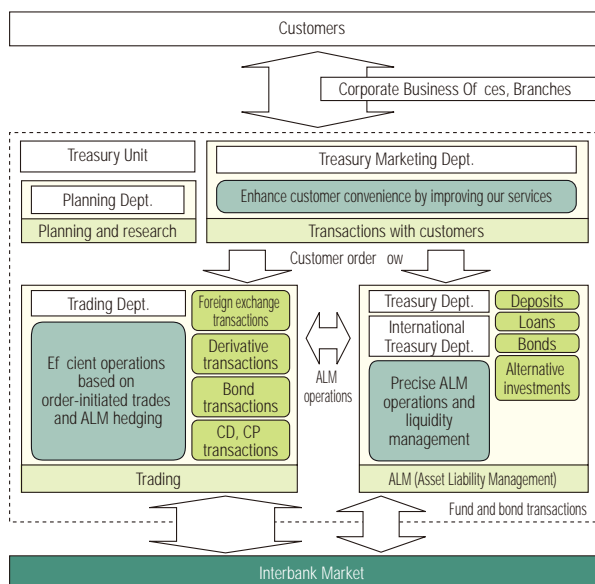 Customers
Corporate Business Of ces, Branches
Treasury Unit
Treasury Marketing Dept.
Planning Dept.
Enhance customer convenience by improving our services
Planning and research
Transactions with customers
Customer order ow
Trading Dept.
Foreign exchange
transactions
Derivative
transactions
Bond
transactions
CD, CP
transactions
Ef cient operations
based on
order-initiated trades
and ALM hedging
Trading
ALM
operations
Treasury Dept.
International
Treasury Dept.
Deposits
Loans
Bonds
Alternative
investments
Precise ALM
operations and
liquidity
management
ALM (Asset Liability Management)
Fund and bond transactions
Interbank Market